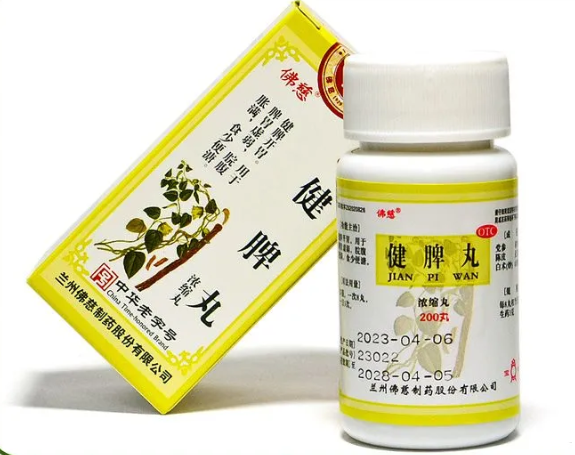 佛慈®
健脾开胃。用于
脾胃虚弱，脘腹
胀满，食少便溏。
健脾丸
浓缩丸
中华老字号
China Time-honored Brand
兰州佛慈制药股份有限公司
佛慈®
OTC
健脾丸
JIAN PI WAN
浓缩丸
200丸
2023-04-06
23022
2028-04-05
兰州佛慈制药股份有限公司